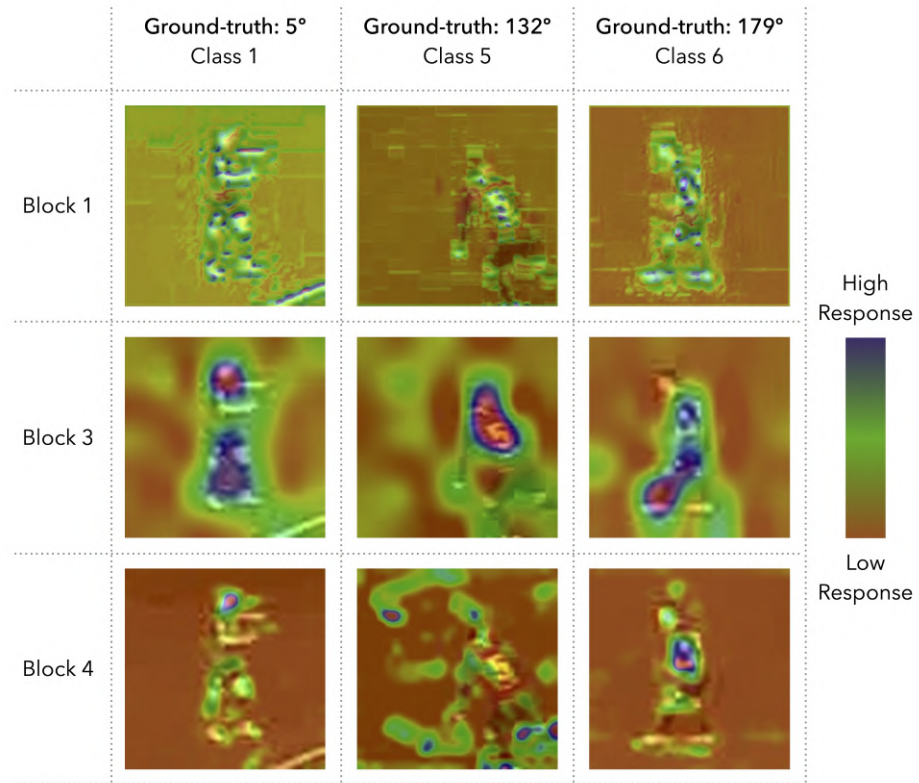 Ground-truth: 5°
Class 1
Ground-truth: 132°
Class 5
Ground-truth: 179°
Class 6
Block 1
Block 3
Block 4
High
Response
Low
Response